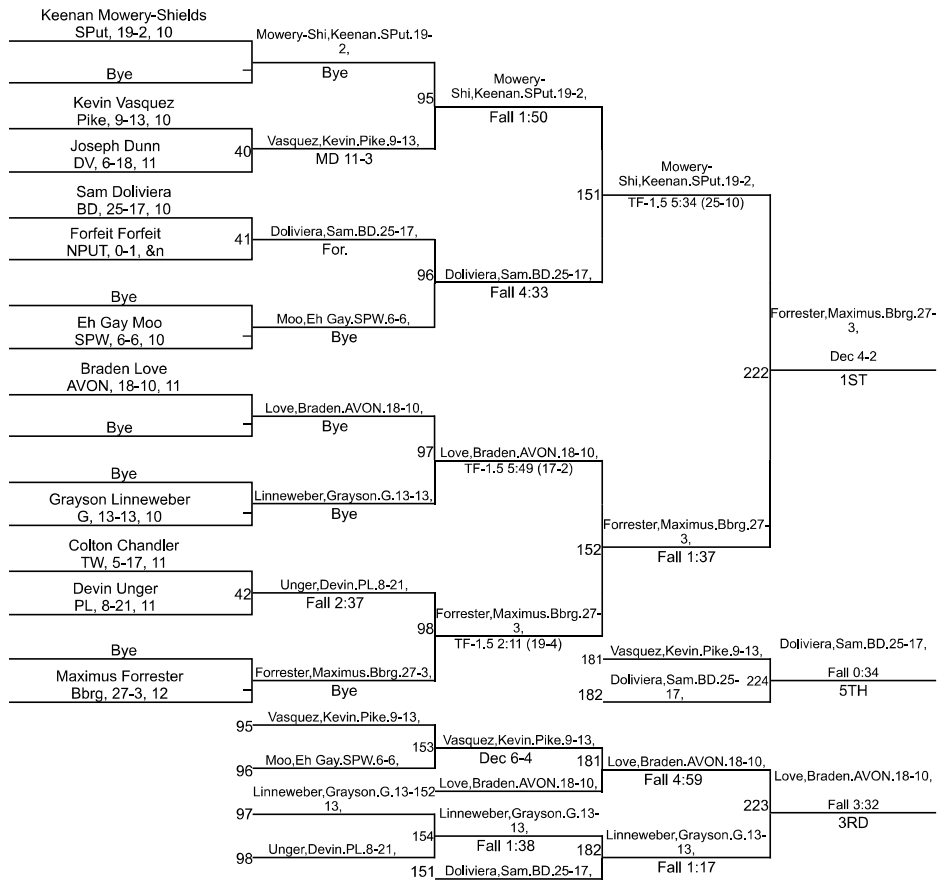 Keenan Mowery-Shields
SPut, 19-2, 10
Bye
Kevin Vasquez
Pike, 9-13, 10
Joseph Dunn
DV, 6-18, 11
Sam Doliviera
BD, 25-17, 10
Forfeit Forfeit
NPUT, 0-1, &n
Bye
Eh Gay Moo
SPW, 6-6, 10
Braden Love
AVON, 18-10, 11
Bye
Bye
Grayson Linneweber
G, 13-13, 10
Colton Chandler
TW, 5-17, 11
Devin Unger
PL, 8-21, 11
Bye
Maximus Forrester
Bbrg, 27-3, 12
Mowery-Shi,Keenan.SPut.19-
2,
Bye
40
Vasquez,Kevin.Pike.9-13,
MD 11-3
41
Doliviera,Sam.BD.25-17,
For.
Moo,Eh Gay.SPW.6-6,
Bye
Love,Braden.AVON.18-10,
Bye
Linneweber,Grayson.G.13-13,
Bye
42
Unger,Devin.PL.8-21,
Fall 2:37
Forrester,Maximus.Bbrg.27-3,
Bye
95
Mowery-
Shi,Keenan.SPut.19-2,
Fall 1:50
96
Doliviera,Sam.BD.25-17,
Fall 4:33
97
Love,Braden.AVON.18-10,
TF-1.5 5:49 (17-2)
98
Forrester,Maximus.Bbrg.27-
3,
TF-1.5 2:11 (19-4)
151
Mowery-
Shi,Keenan.SPut.19-2,
TF-1.5 5:34 (25-10)
152
Forrester,Maximus.Bbrg.27-
3,
Fall 1:37
222
Forrester,Maximus.Bbrg.27-
3,
Dec 4-2
1ST
181
Vasquez,Kevin.Pike.9-13,
182
Doliviera,Sam.BD.25-
17,
224
Doliviera,Sam.BD.25-17,
Fall 0:34
5TH
95
Vasquez,Kevin.Pike.9-13,
96
Moo,Eh Gay.SPW.6-6,
Linneweber,Grayson.G.13-
13,
97
98
Unger,Devin.PL.8-21,
153
Vasquez,Kevin.Pike.9-13,
Dec 6-4
152
Love,Braden.AVON.18-10,
154
Linneweber,Grayson.G.13-
13,
Fall 1:38
151
Doliviera,Sam.BD.25-17,
181
Love,Braden.AVON.18-10,
Fall 4:59
182
Linneweber,Grayson.G.13-
13,
Fall 1:17
223
Love,Braden.AVON.18-10,
Fall 3:32
3RD